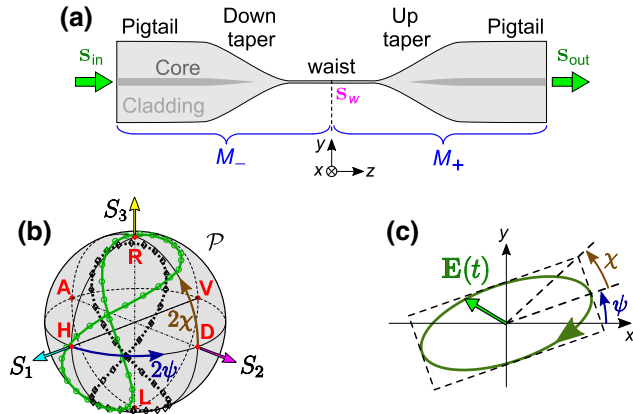 (a)
Pigtail
Down taper
waist
Up taper
Pigtail
s_in
Core
Cladding
s_w
s_out
M_−
M_+
y
x
z
(b)
S_3
𝒫
R
A
V
H
D
2χ
2ψ
L
S_1
S_2
(c)
y
E(t)
χ
ψ
x